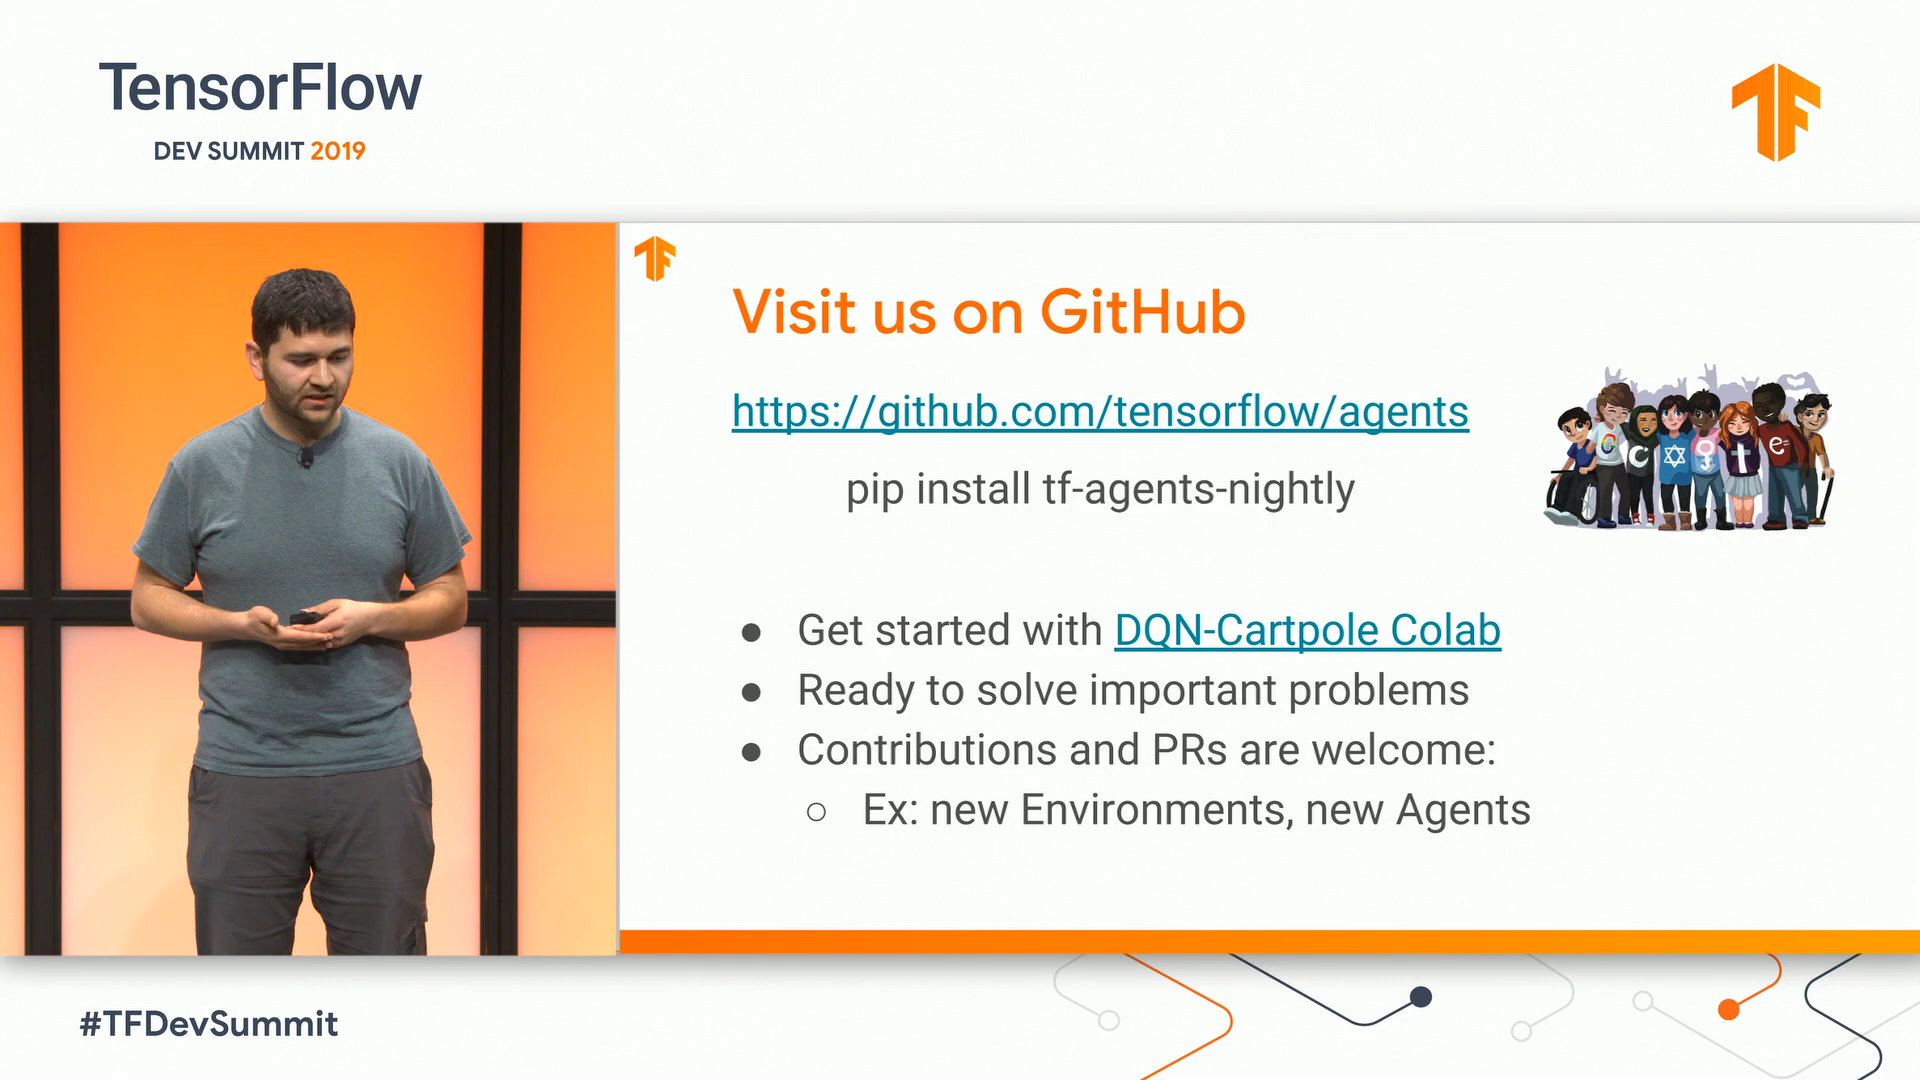 TensorFlow
DEV SUMMIT 2019
Visit us on GitHub
https://github.com/tensorflow/agents
pip install tf-agents-nightly
● Get started with DQN-Cartpole Colab
● Ready to solve important problems
● Contributions and PRs are welcome:
○ Ex: new Environments, new Agents
#TFDevSummit